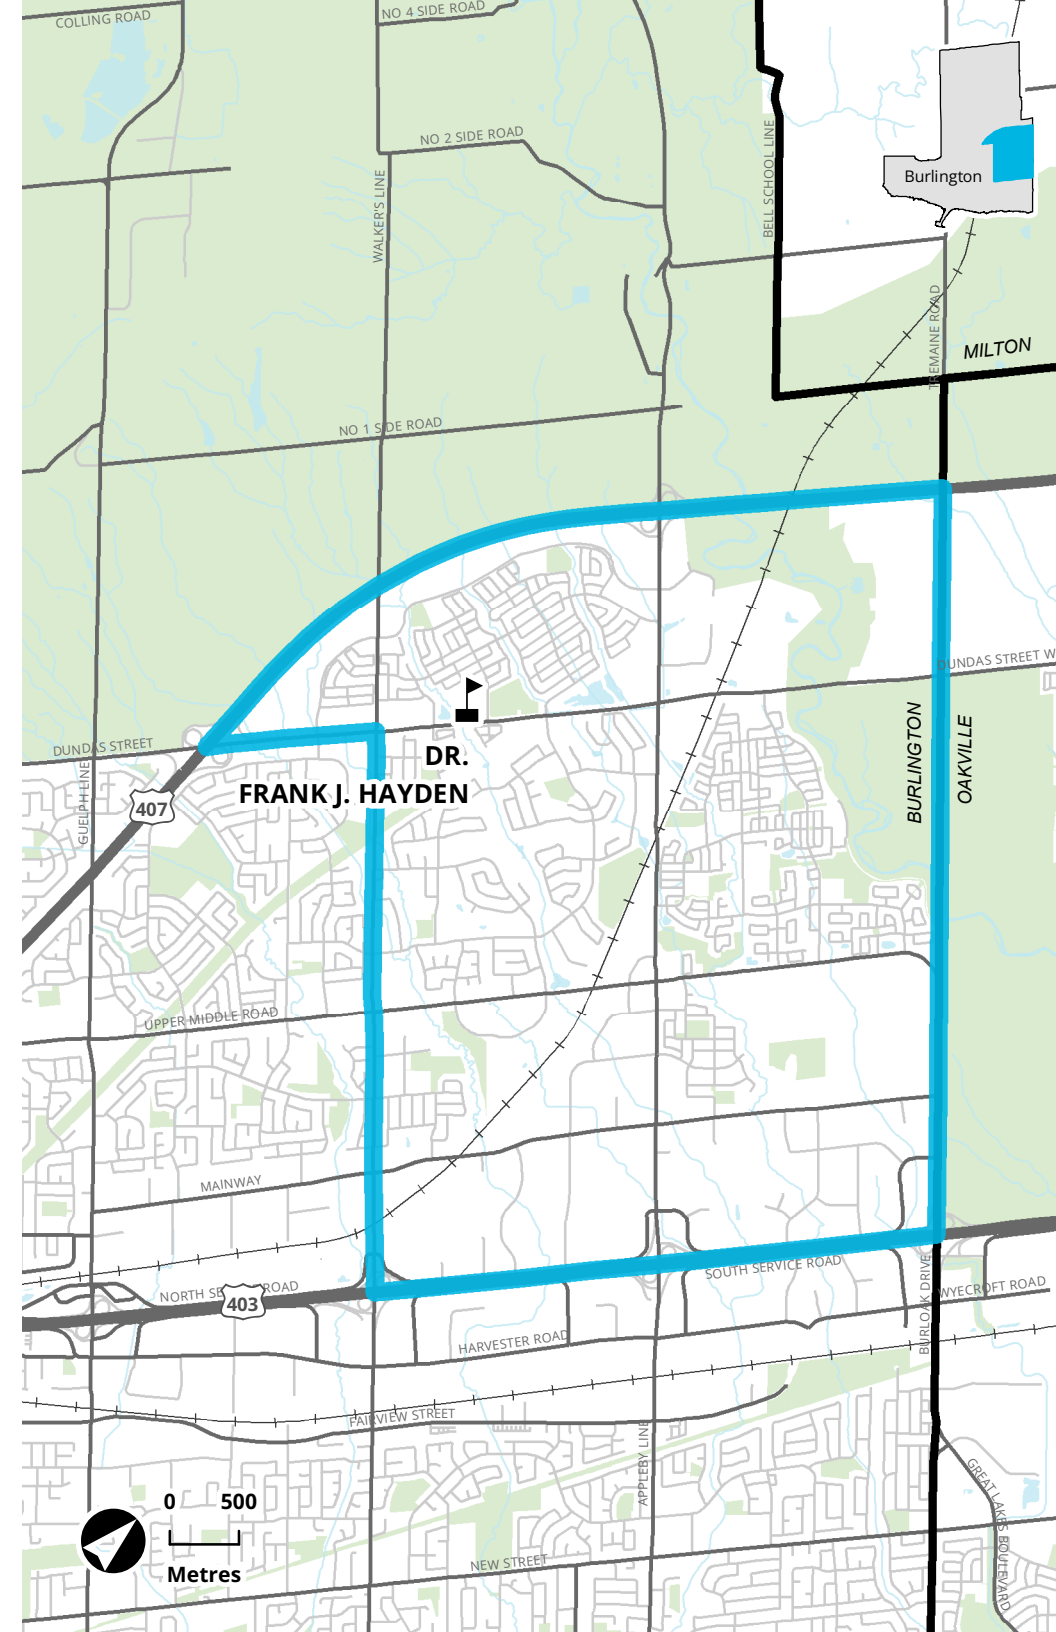 COLLING ROAD
NO 4 SIDE ROAD
NO 2 SIDE ROAD
WALKER'S LINE
BELL SCHOOL LINE
Burlington
TREMAINE ROAD
MILTON
NO 1 SIDE ROAD
DUNDAS STREET W
DUNDAS STREET
GUELPH LINE
407
DR.
FRANK J. HAYDEN
BURLINGTON
OAKVILLE
UPPER MIDDLE ROAD
MAINWAY
NORTH SE ROAD
403
SOUTH SERVICE ROAD
BURLOAK DRIVE
WYECROFT ROAD
HARVESTER ROAD
FAIRVIEW STREET
APPLEBY LINE
GREAT LAKES BOULEVARD
NEW STREET
0 500
Metres